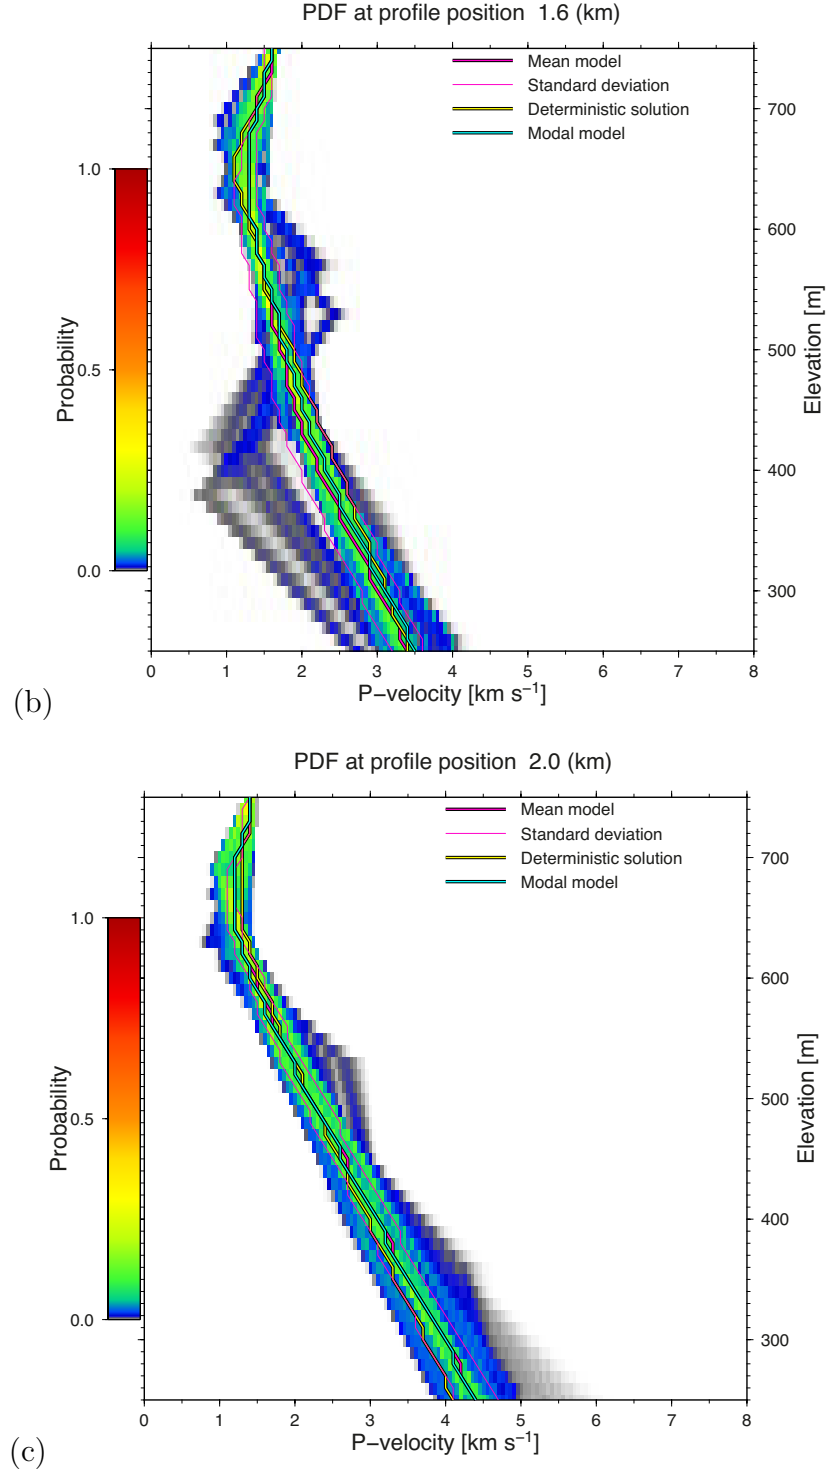 PDF at profile position 1.6 (km)
Mean model
Standard deviation
Deterministic solution
Modal model
1.0
0.5
0.0
Probability
700
600
500
400
300
Elevation [m]
0 1 2 3 4 5 6 7 8
P−velocity [km s⁻¹]
(b)
PDF at profile position 2.0 (km)
Mean model
Standard deviation
Deterministic solution
Modal model
1.0
0.5
0.0
Probability
700
600
500
400
300
Elevation [m]
0 1 2 3 4 5 6 7 8
P−velocity [km s⁻¹]
(c)